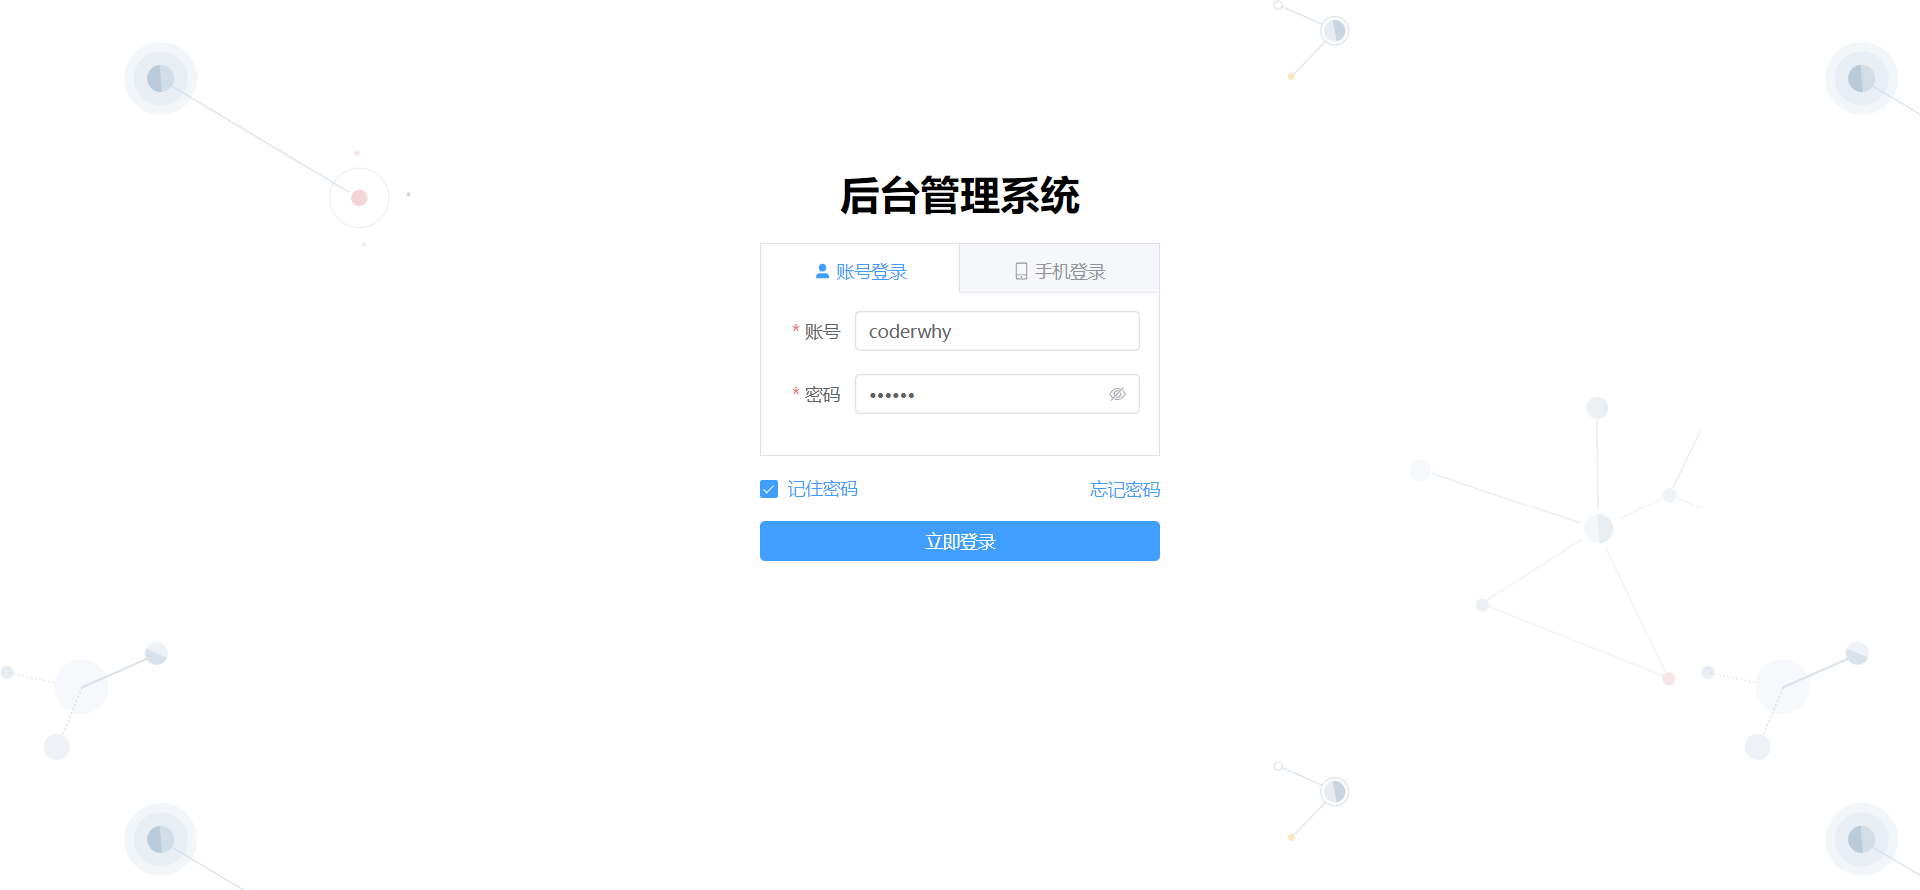 后台管理系统
账号登录 手机登录
* 账号 coderwhy
* 密码 ••••••
记住密码 忘记密码
立即登录